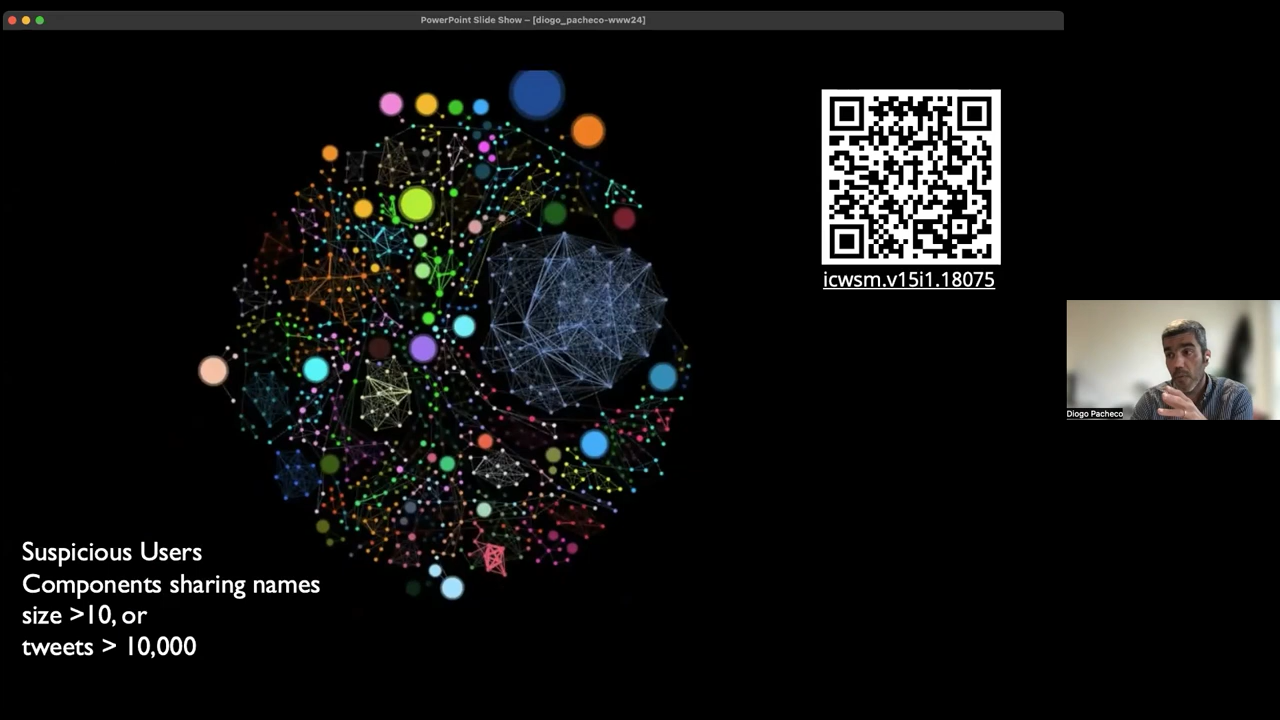 PowerPoint Slide Show ~ [diogo_pacheco-www24]
icwsm.v15i1.18075
Diogo Pacheco
Suspicious Users
Components sharing names
size >10, or
tweets > 10,000